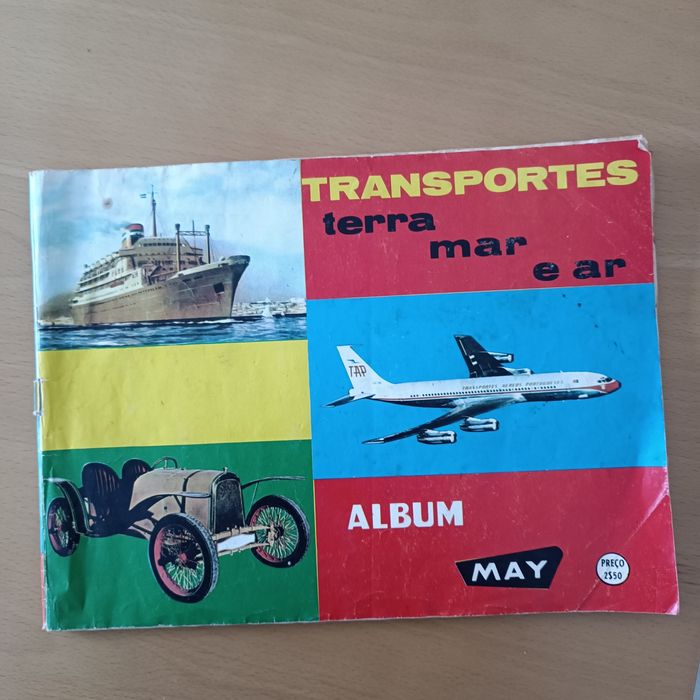 TRANSPORTES
terra
mar
e ar
TAP
TRANSPORTES AEREOS PORTUGUESES
ALBUM
MAY
PREÇO
2$50